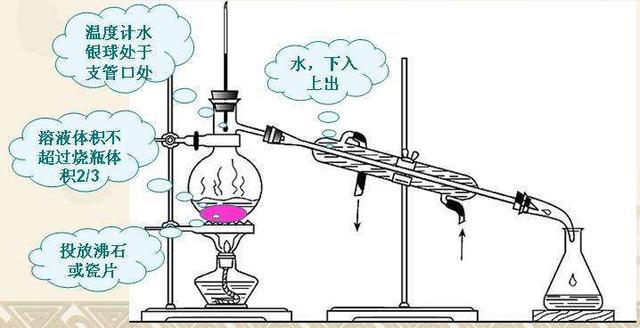 温度计水
银球处于
支管口处
水，下入
上出
溶液体积不
超过烧瓶体
积2/3
投放沸石
或瓷片